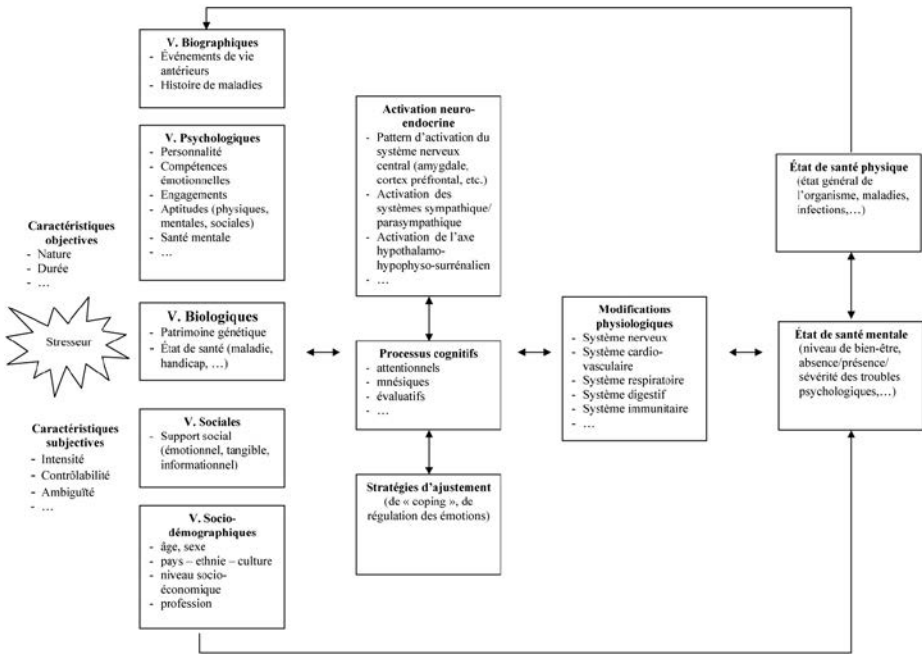 Caractéristiques
objectives
- Nature
- Durée
- …
Stresseur
Caractéristiques
subjectives
- Intensité
- Contrôlabilité
- Ambiguïté
- …
V. Biographiques
- Événements de vie
antérieurs
- Histoire de maladies
V. Psychologiques
- Personnalité
- Compétences
émotionnelles
- Engagements
- Aptitudes (physiques,
mentales, sociales)
- Santé mentale
- …
V. Biologiques
- Patrimoine génétique
- État de santé (maladie,
handicap, …)
V. Sociales
- Support social
(émotionnel, tangible,
informationnel)
V. Socio-
démographiques
- âge, sexe
- pays – ethnie – culture
- niveau socio-
économique
- profession
Activation neuro-
endocrine
- Pattern d'activation du
système nerveux
central (amygdale,
cortex préfrontal, etc.)
- Activation des
systèmes sympathique/
parasympathique
- Activation de l'axe
hypothalamo-
hypophyso-surrénalien
- …
Processus cognitifs
- attentionnels
- mnésiques
- évaluatifs
- …
Stratégies d'ajustement
(de « coping », de
régulation des émotions)
Modifications
physiologiques
- Système nerveux
- Système cardio-
vasculaire
- Système respiratoire
- Système digestif
- Système immunitaire
- …
État de santé physique
(état général de
l'organisme, maladies,
infections,…)
État de santé mentale
(niveau de bien-être,
absence/présence/
sévérité des troubles
psychologiques,…)